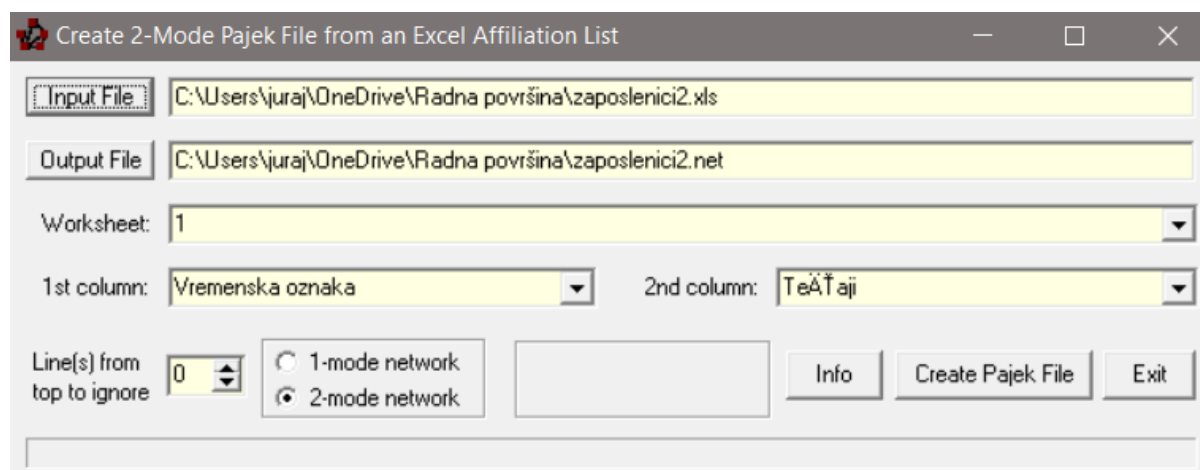 Create 2-Mode Pajek File from an Excel Affiliation List
Input File C:\Users\juraj\OneDrive\Radna površina\zaposlenici2.xls
Output File C:\Users\juraj\OneDrive\Radna površina\zaposlenici2.net
Worksheet: 1
1st column: Vremenska oznaka 2nd column: TeÄŤaji
Line(s) from
top to ignore
0
1-mode network
2-mode network
Info Create Pajek File Exit